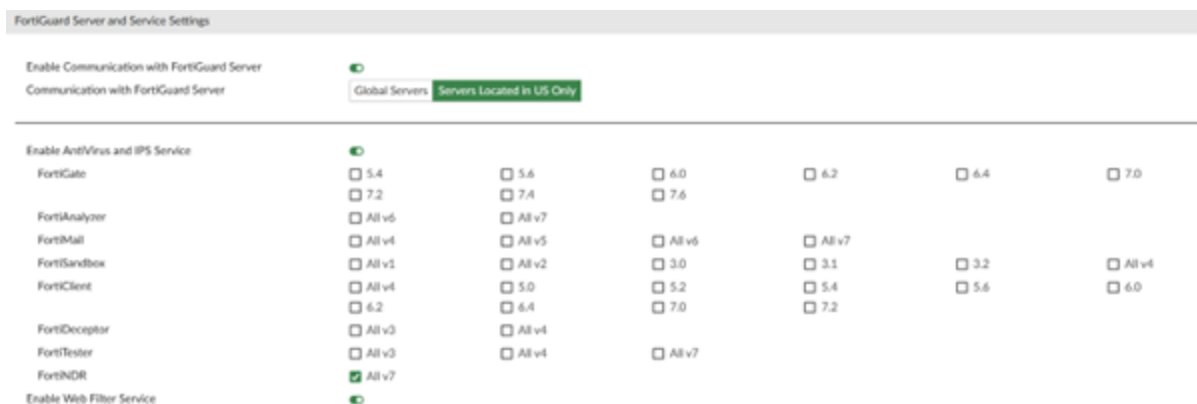 FortiGuard Server and Service Settings
Enable Communication with FortiGuard Server
Communication with FortiGuard Server Global Servers Servers Located in US Only
Enable AntiVirus and IPS Service
FortiGate 5.4 5.6 6.0 6.2 6.4 7.0
7.2 7.4 7.6
FortiAnalyzer All v6 All v7
FortiMail All v4 All v5 All v6 All v7
FortiSandbox All v1 All v2 3.0 3.1 3.2 All v4
FortiClient All v4 5.0 5.2 5.4 5.6 6.0
6.2 6.4 7.0 7.2
FortiDeceptor All v3 All v4
FortiTester All v3 All v4 All v7
FortiNDR All v7
Enable Web Filter Service